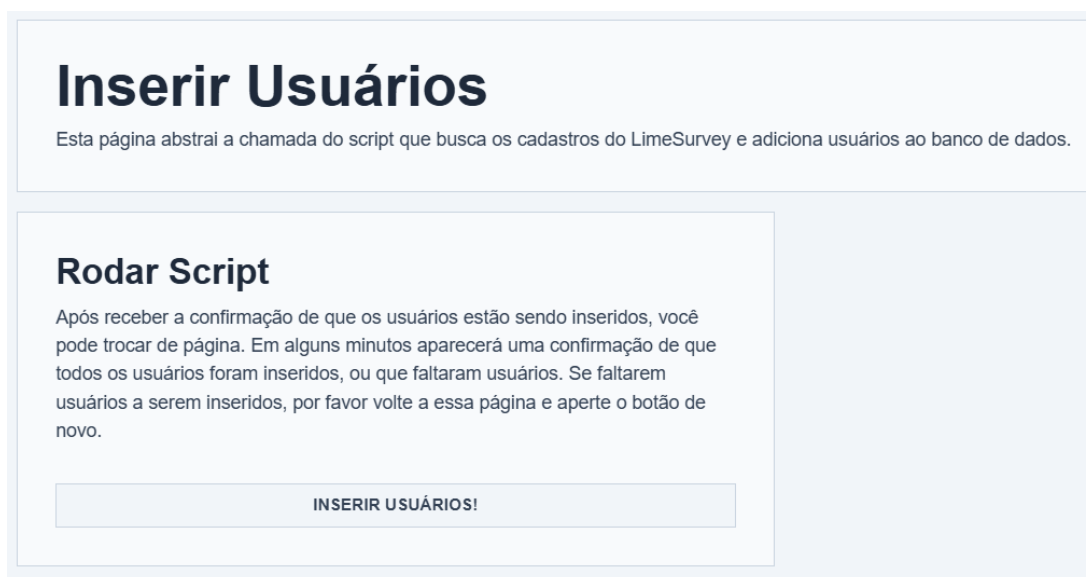 Inserir Usuários
Esta página abstrai a chamada do script que busca os cadastros do LimeSurvey e adiciona usuários ao banco de dados.
Rodar Script
Após receber a confirmação de que os usuários estão sendo inseridos, você
pode trocar de página. Em alguns minutos aparecerá uma confirmação de que
todos os usuários foram inseridos, ou que faltaram usuários. Se faltarem
usuários a serem inseridos, por favor volte a essa página e aperte o botão de
novo.
INSERIR USUÁRIOS!